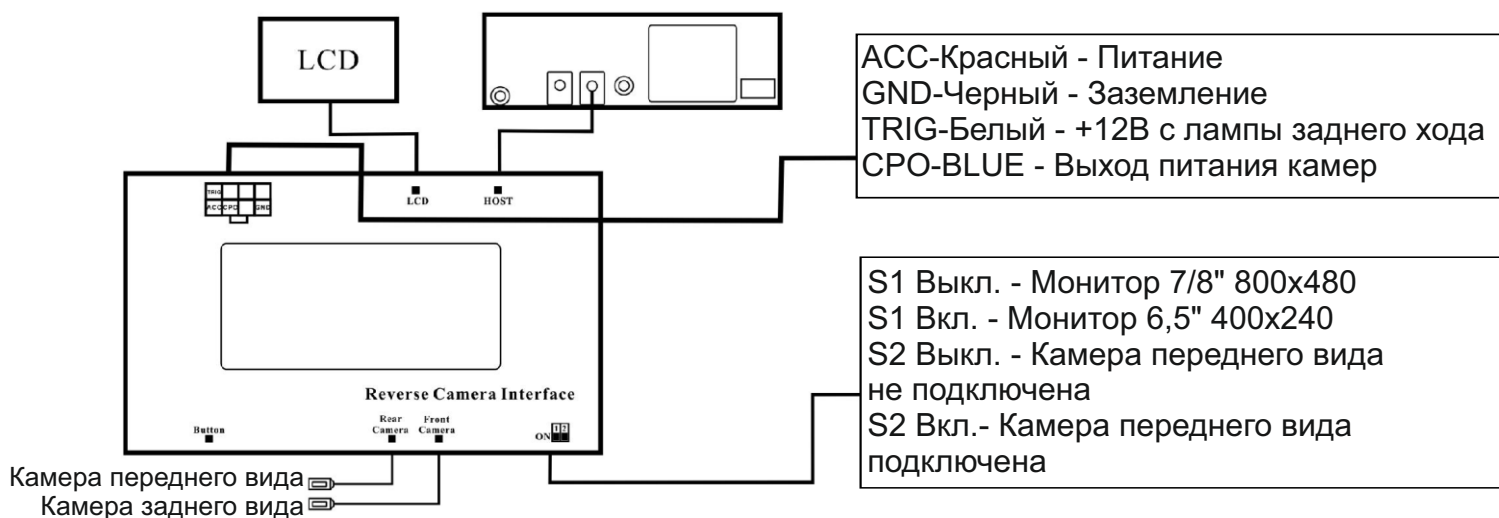 LCD
ACC-Красный - Питание
GND-Черный - Заземление
TRIG-Белый - +12В с лампы заднего хода
CPO-BLUE - Выход питания камер
TRIG
ACC CPO GND
LCD
HOST
S1 Выкл. - Монитор 7/8" 800x480
S1 Вкл. - Монитор 6,5" 400x240
S2 Выкл. - Камера переднего вида
не подключена
S2 Вкл.- Камера переднего вида
подключена
Reverse Camera Interface
Button
Rear
Camera
Front
Camera
ON
1 2
Камера переднего вида
Камера заднего вида